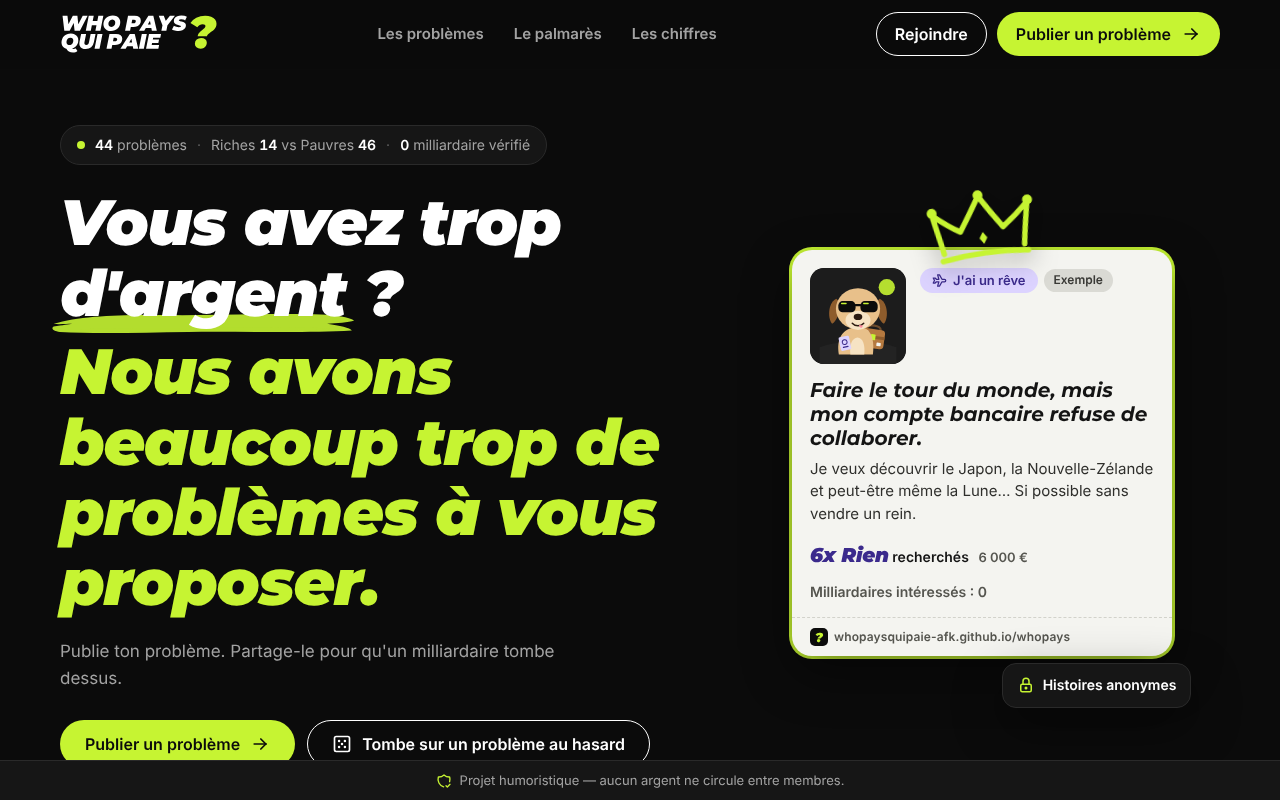 WHO PAYS
QUI PAIE ?
Les problèmes
Le palmarès
Les chiffres
Rejoindre
Publier un problème →
44 problèmes · Riches 14 vs Pauvres 46 · 0 milliardaire vérifié
Vous avez trop
d'argent ?
Nous avons
beaucoup trop de
problèmes à vous
proposer.
Publie ton problème. Partage-le pour qu'un milliardaire tombe
dessus.
Publier un problème →
Tombe sur un problème au hasard
J'ai un rêve
Exemple
Faire le tour du monde, mais
mon compte bancaire refuse de
collaborer.
Je veux découvrir le Japon, la Nouvelle-Zélande
et peut-être même la Lune... Si possible sans
vendre un rein.
6x Rien recherchés 6 000 €
Milliardaires intéressés : 0
? whopaysquipaie-afk.github.io/whopays
Histoires anonymes
Projet humoristique — aucun argent ne circule entre membres.